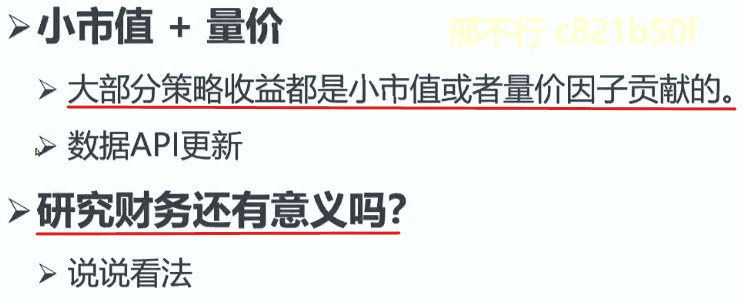 小市值 + 量价
邢不行 c821b50f
大部分策略收益都是小市值或者量价因子贡献的。
数据API更新
研究财务还有意义吗?
说说看法